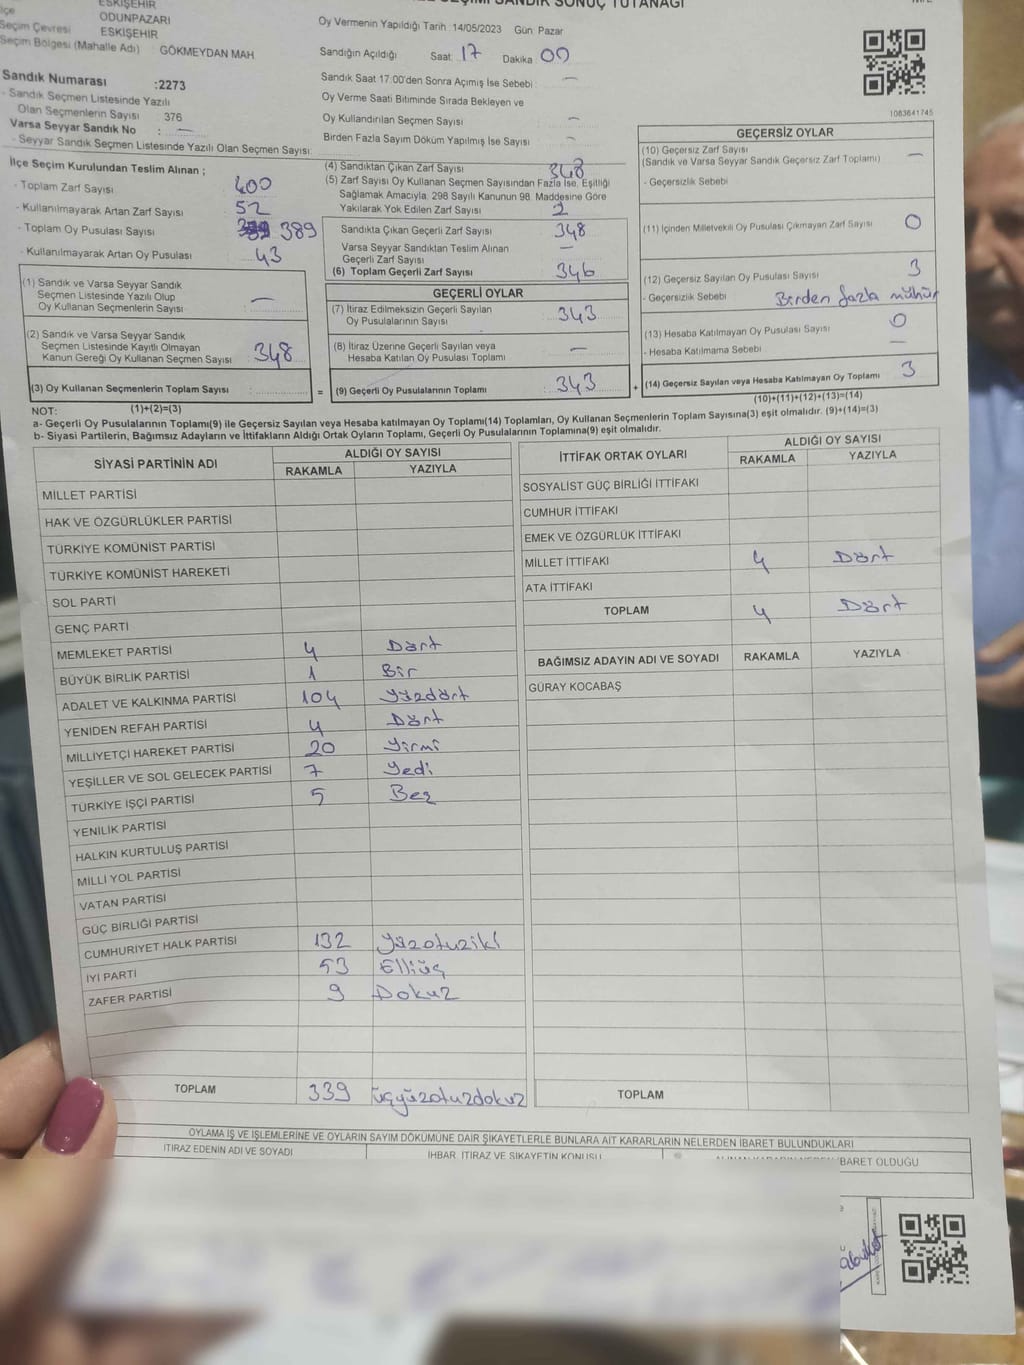 ESKİŞEHİR
ODUNPAZARI
Seçim Çevresi ESKİŞEHİR
Seçim Bölgesi (Mahalle Adı) GÖKMEYDAN MAH
Sandık Numarası :2273
- Sandık Seçmen Listesinde Yazılı
Olan Seçmenlerin Sayısı : 376
Varsa Seyyar Sandık No : —
- Seyyar Sandık Seçmen Listesinde Yazılı Olan Seçmen Sayısı:
İlçe Seçim Kurulundan Teslim Alınan ;
- Toplam Zarf Sayısı 400
- Kullanılmayarak Artan Zarf Sayısı 52
- Toplam Oy Pusulası Sayısı 389
- Kullanılmayarak Artan Oy Pusulası 43
(1) Sandık ve Varsa Seyyar Sandık
Seçmen Listesinde Yazılı Olup
Oy Kullanan Seçmen Sayısı : —
(2) Sandık ve Varsa Seyyar Sandık
Seçmen Listesinde Kayıtlı Olmayan
Kanun Gereği Oy Kullanan Seçmen Sayısı : 348
(3) Oy Kullanan Seçmenlerin Toplam Sayısı :
(1)+(2)=(3)
SANDIK SONUÇ TUTANAĞI
Oy Vermenin Yapıldığı Tarih :14/05/2023 Gün: Pazar
Sandığın Açıldığı Saat: 17 Dakika 00
Sandık Saat 17:00'den Sonra Açılmış İse Sebebi : —
Oy Verme Saati Bitiminde Sırada Bekleyen ve
Oy Kullandırılan Seçmen Sayısı : —
Birden Fazla Sayım Döküm Yapılmış İse Sayısı : —
(4) Sandıktan Çıkan Zarf Sayısı : 348
(5) Zarf Sayısı Oy Kullanan Seçmen Sayısından Fazla İse, Eşitliği
Sağlamak Amacıyla, 298 Sayılı Kanunun 98. Maddesine Göre
Yakılarak Yok Edilen Zarf Sayısı : 2
Sandıkta Çıkan Geçerli Zarf Sayısı : 348
Varsa Seyyar Sandıktan Teslim Alınan
Geçerli Zarf Sayısı : —
(6) Toplam Geçerli Zarf Sayısı : 346
GEÇERLİ OYLAR
(7) İtiraz Edilmeksizin Geçerli Sayılan
Oy Pusulalarının Sayısı : 343
(8) İtiraz Üzerine Geçerli Sayılan veya
Hesaba Katılan Oy Pusulası Toplamı : —
= (9) Geçerli Oy Pusulalarının Toplamı : 343 +
1083641745
GEÇERSİZ OYLAR
(10) Geçersiz Zarf Sayısı
(Sandık ve Varsa Seyyar Sandık Geçersiz Zarf Toplamı) —
- Geçersizlik Sebebi :
(11) İçinden Milletvekili Oy Pusulası Çıkmayan Zarf Sayısı 0
(12) Geçersiz Sayılan Oy Pusulası Sayısı : 3
- Geçersizlik Sebebi : Birden fazla mühür
(13) Hesaba Katılmayan Oy Pusulası Sayısı : 0
- Hesaba Katılmama Sebebi : —
(14) Geçersiz Sayılan veya Hesaba Katılmayan Oy Toplamı : 3
(10)+(11)+(12)+(13)=(14)
NOT:
a- Geçerli Oy Pusulalarının Toplamı(9) ile Geçersiz Sayılan veya Hesaba katılmayan Oy Toplamı(14) Toplamları, Oy Kullanan Seçmenlerin Toplam Sayısına(3) eşit olmalıdır. (9)+(14)=(3)
b- Siyasi Partilerin, Bağımsız Adayların ve İttifakların Aldığı Ortak Oyların Toplamı, Geçerli Oy Pusulalarının Toplamına(9) eşit olmalıdır.
SİYASİ PARTİNİN ADI ALDIĞI OY SAYISI
RAKAMLA YAZIYLA
MİLLET PARTİSİ
HAK VE ÖZGÜRLÜKLER PARTİSİ
TÜRKİYE KOMÜNİST PARTİSİ
TÜRKİYE KOMÜNİST HAREKETİ
SOL PARTİ
GENÇ PARTİ
MEMLEKET PARTİSİ 4 Dört
BÜYÜK BİRLİK PARTİSİ 1 Bir
ADALET VE KALKINMA PARTİSİ 104 Yüzdört
YENİDEN REFAH PARTİSİ 4 Dört
MİLLİYETÇİ HAREKET PARTİSİ 20 Yirmi
YEŞİLLER VE SOL GELECEK PARTİSİ 7 Yedi
TÜRKİYE İŞÇİ PARTİSİ 5 Beş
YENİLİK PARTİSİ
HALKIN KURTULUŞ PARTİSİ
MİLLİ YOL PARTİSİ
VATAN PARTİSİ
GÜÇ BİRLİĞİ PARTİSİ
CUMHURİYET HALK PARTİSİ 132 Yüzotuziki
İYİ PARTİ 53 Elliüç
ZAFER PARTİSİ 9 Dokuz
TOPLAM 339 üçyüzotuzdokuz
İTTİFAK ORTAK OYLARI ALDIĞI OY SAYISI
RAKAMLA YAZIYLA
SOSYALİST GÜÇ BİRLİĞİ İTTİFAKI
CUMHUR İTTİFAKI
EMEK VE ÖZGÜRLÜK İTTİFAKI
MİLLET İTTİFAKI 4 Dört
ATA İTTİFAKI
TOPLAM 4 Dört
BAĞIMSIZ ADAYIN ADI VE SOYADI RAKAMLA YAZIYLA
GÜRAY KOCABAŞ
TOPLAM
OYLAMA İŞ VE İŞLEMLERİNE VE OYLARIN SAYIM DÖKÜMÜNE DAİR ŞİKAYETLERLE BUNLARA AİT KARARLARIN NELERDEN İBARET BULUNDUKLARI
İTİRAZ EDENİN ADI VE SOYADI İHBAR, İTİRAZ VE ŞİKAYETİN KONUSU İBARET OLDUĞU